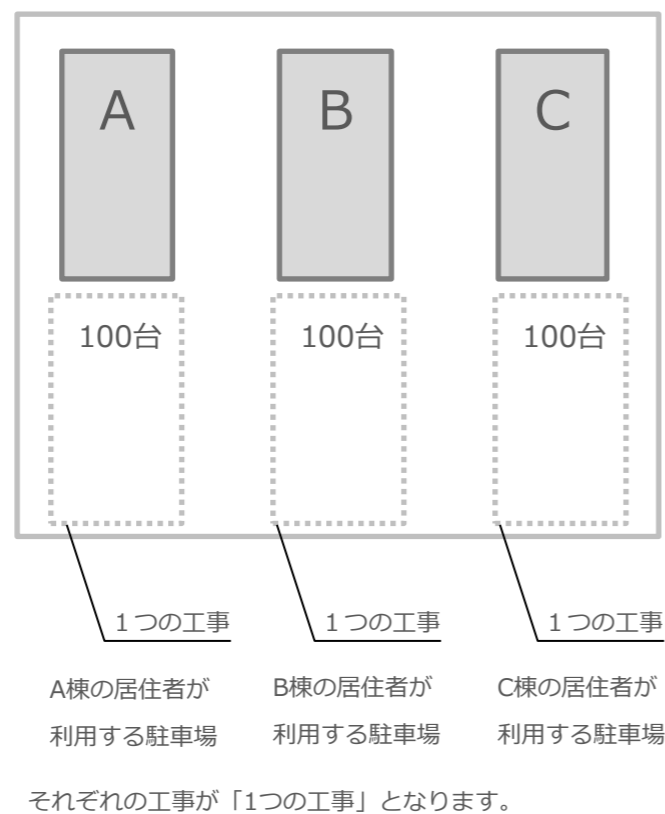 A
B
C
100台
100台
100台
1つの工事
1つの工事
1つの工事
A棟の居住者が
利用する駐車場
B棟の居住者が
利用する駐車場
C棟の居住者が
利用する駐車場
それぞれの工事が「1つの工事」となります。